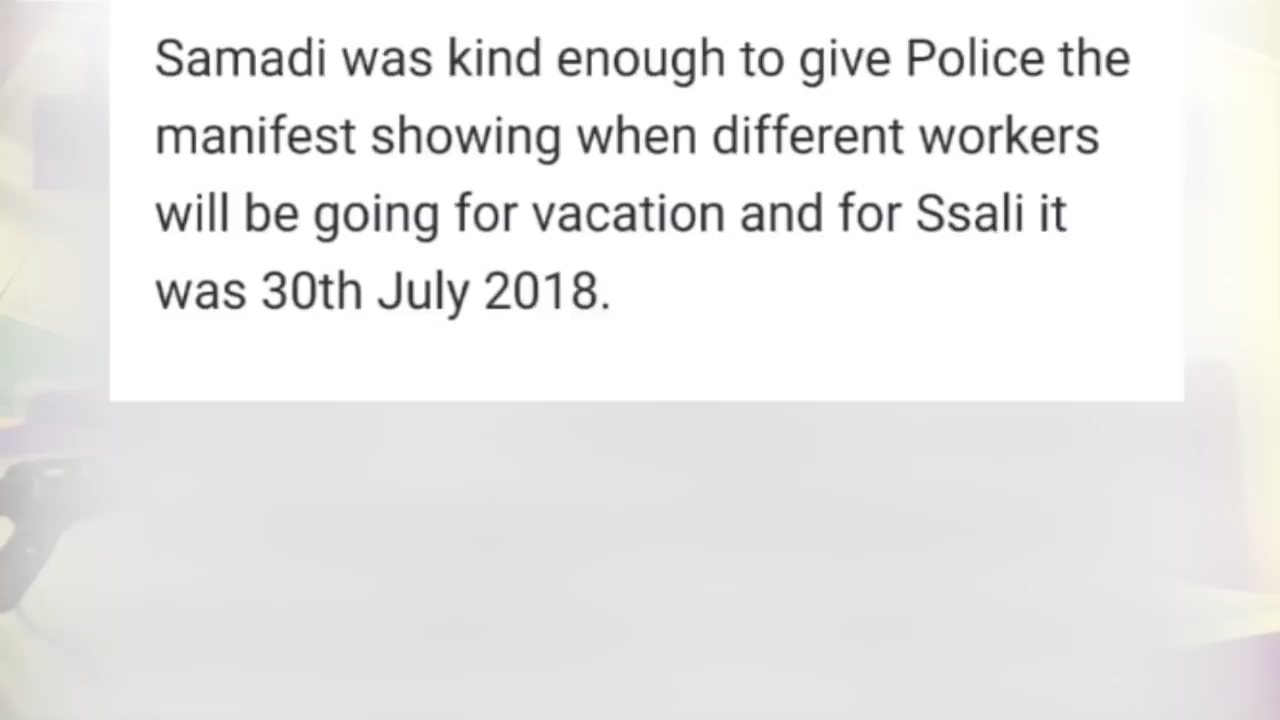 Samadi was kind enough to give Police the
manifest showing when different workers
will be going for vacation and for Ssali it
was 30th July 2018.